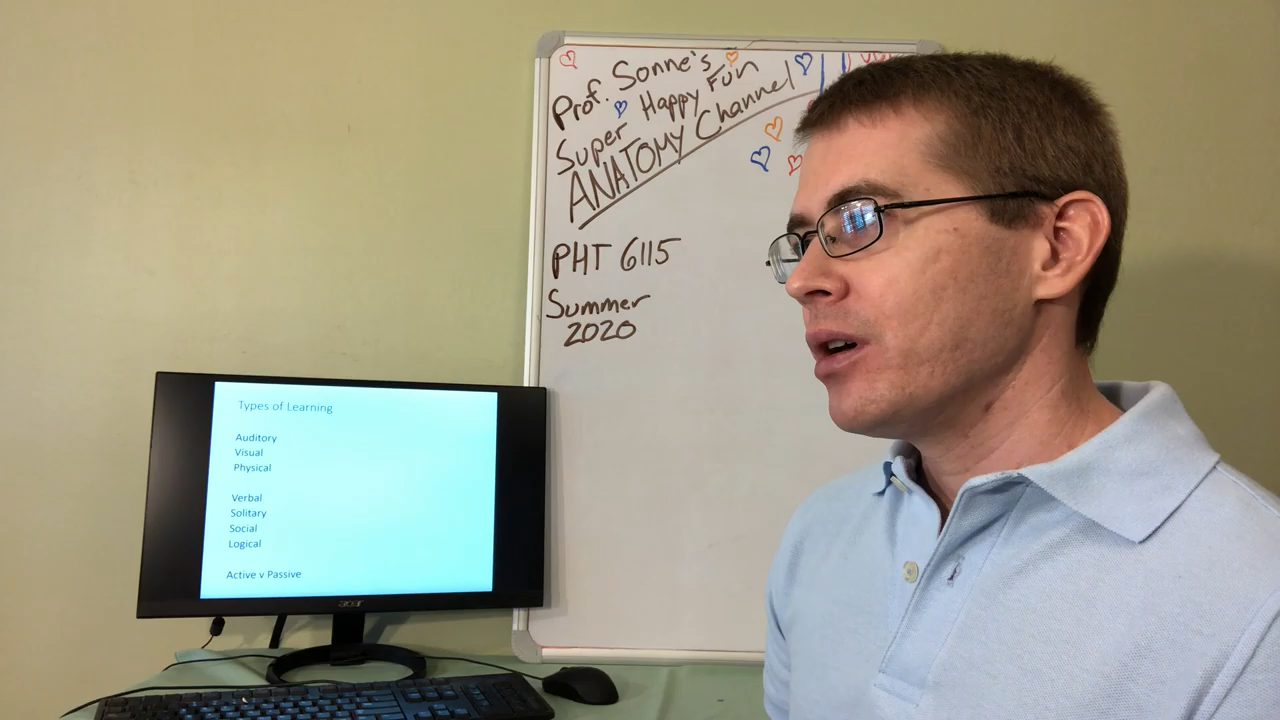 Prof. Sonne's
Super Happy Fun
ANATOMY Channel
PHT 6115
Summer
2020
Types of Learning
Auditory
Visual
Physical
Verbal
Solitary
Social
Logical
Active v Passive
acer